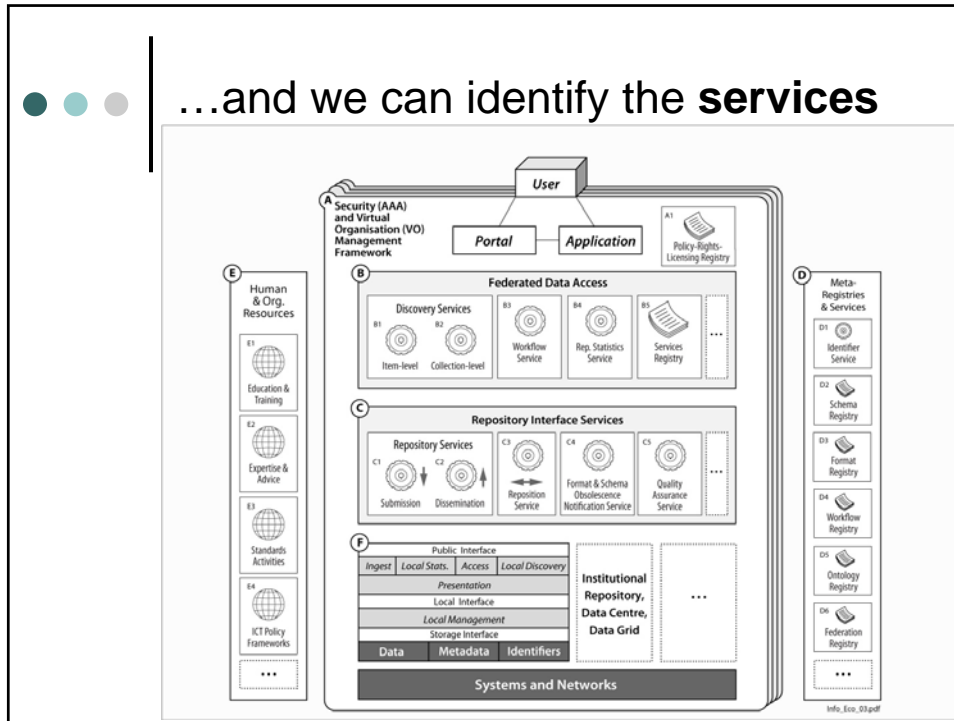 …and we can identify the services
User
A
Security (AAA)
and Virtual
Organisation (VO)
Management
Framework
Portal
Application
A1
Policy-Rights-
Licensing Registry
E
Human
& Org.
Resources
E1
Education &
Training
E2
Expertise &
Advice
E3
Standards
Activities
E4
ICT Policy
Frameworks
...
B
Federated Data Access
Discovery Services
B1
Item-level
B2
Collection-level
B3
Workflow
Service
B4
Rep. Statistics
Service
B5
Services
Registry
...
C
Repository Interface Services
Repository Services
C1
Submission
C2
Dissemination
C3
Reposition
Service
C4
Format & Schema
Obsolescence
Notification Service
C5
Quality
Assurance
Service
...
F
Public Interface
Ingest Local Stats. Access Local Discovery
Presentation
Local Interface
Local Management
Storage Interface
Data Metadata Identifiers
Institutional
Repository,
Data Centre,
Data Grid
...
Systems and Networks
D
Meta-
Registries
& Services
D1
Identifier
Service
D2
Schema
Registry
D3
Format
Registry
D4
Workflow
Registry
D5
Ontology
Registry
D6
Federation
Registry
...
Info_Eco_03.pdf